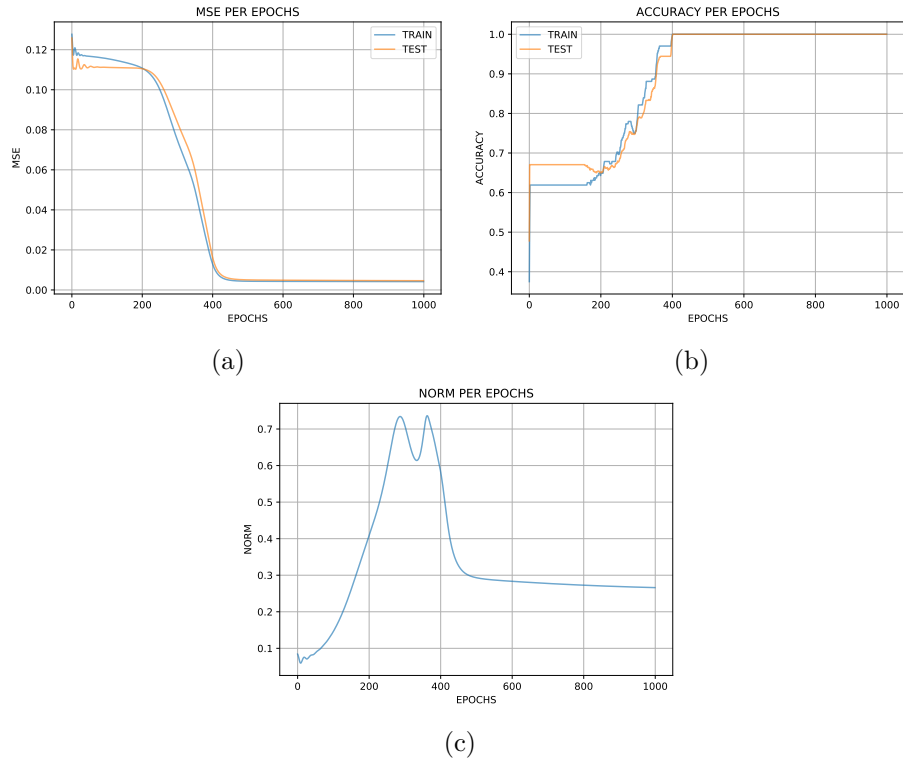 MSE PER EPOCHS
TRAIN
TEST
0.12
0.10
0.08
0.06
0.04
0.02
0.00
MSE
0 200 400 600 800 1000
EPOCHS
(a)
ACCURACY PER EPOCHS
TRAIN
TEST
1.0
0.9
0.8
0.7
0.6
0.5
0.4
ACCURACY
0 200 400 600 800 1000
EPOCHS
(b)
NORM PER EPOCHS
0.7
0.6
0.5
0.4
0.3
0.2
0.1
NORM
0 200 400 600 800 1000
EPOCHS
(c)